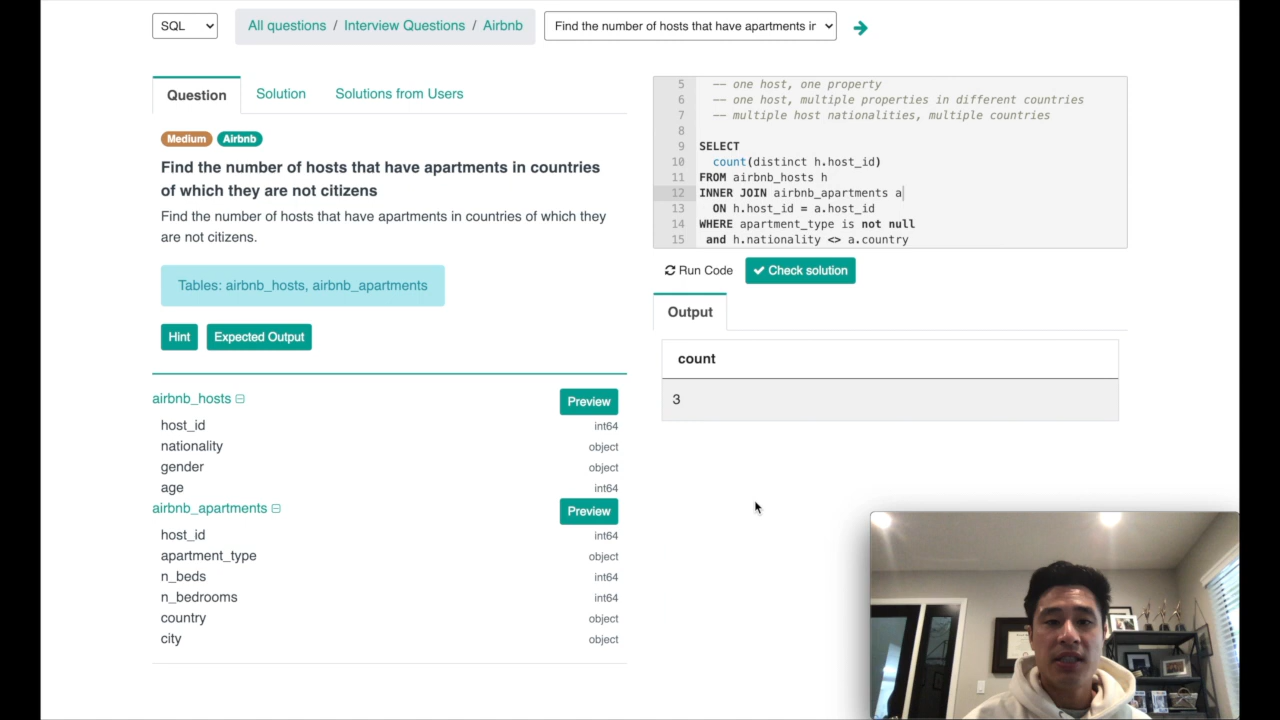 SQL
All questions / Interview Questions / Airbnb
Find the number of hosts that have apartments ir
Question
Solution
Solutions from Users
Medium
Airbnb
Find the number of hosts that have apartments in countries
of which they are not citizens
Find the number of hosts that have apartments in countries of which they
are not citizens.
Tables: airbnb_hosts, airbnb_apartments
Hint
Expected Output
airbnb_hosts
Preview
host_id int64
nationality object
gender object
age int64
airbnb_apartments
Preview
host_id int64
apartment_type object
n_beds int64
n_bedrooms int64
country object
city object
5 -- one host, one property
6 -- one host, multiple properties in different countries
7 -- multiple host nationalities, multiple countries
8
9 SELECT
10 count(distinct h.host_id)
11 FROM airbnb_hosts h
12 INNER JOIN airbnb_apartments a
13 ON h.host_id = a.host_id
14 WHERE apartment_type is not null
15 and h.nationality <> a.country
Run Code
Check solution
Output
count
3